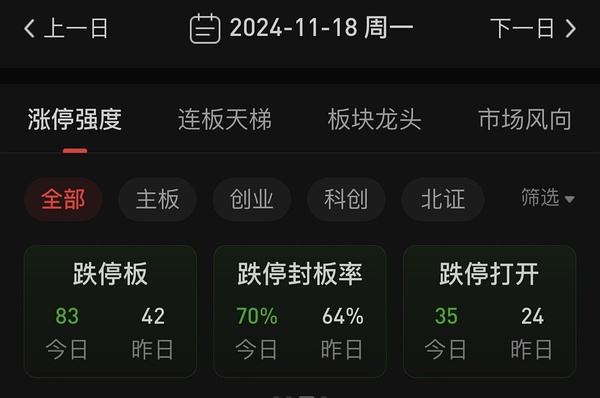 上一日 2024-11-18 周一 下一日
涨停强度 连板天梯 板块龙头 市场风向
全部 主板 创业 科创 北证 筛选
跌停板 跌停封板率 跌停打开
83 42 70% 64% 35 24
今日 昨日 今日 昨日 今日 昨日